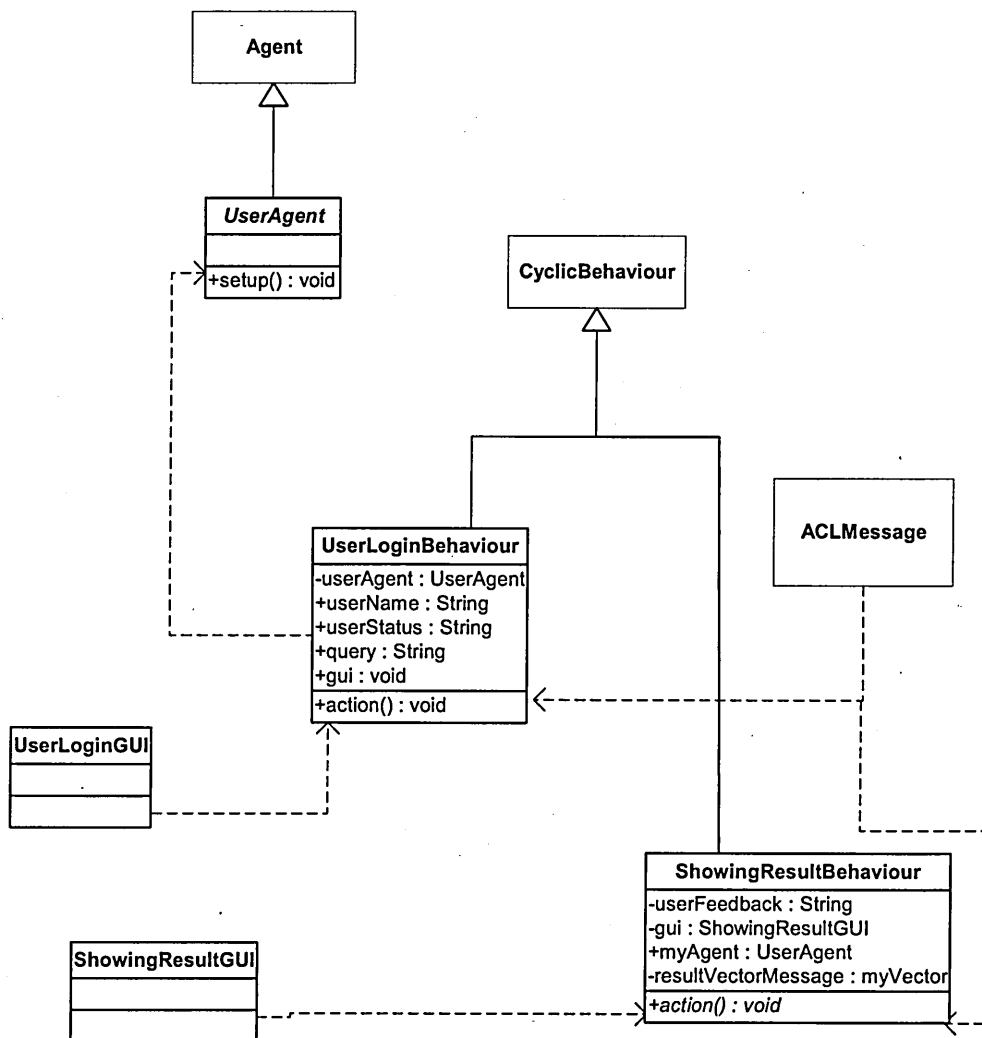 Agent
UserAgent
+setup() : void
CyclicBehaviour
ACLMessage
UserLoginBehaviour
-userAgent : UserAgent
+userName : String
+userStatus : String
+query : String
+gui : void
+action() : void
UserLoginGUI
ShowingResultBehaviour
-userFeedback : String
-gui : ShowingResultGUI
+myAgent : UserAgent
-resultVectorMessage : myVector
+action() : void
ShowingResultGUI